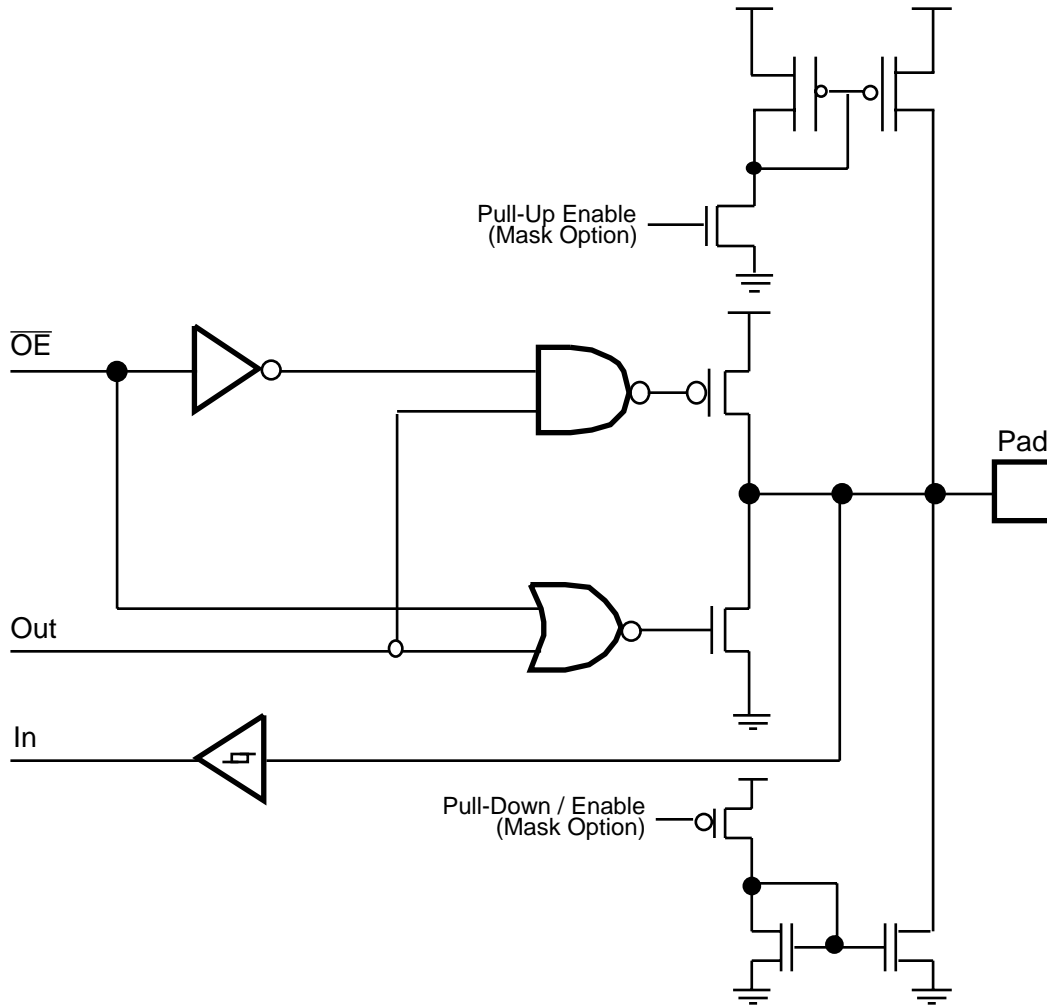 Pull-Up Enable
(Mask Option)
OE
Pad
Out
In
Pull-Down / Enable
(Mask Option)